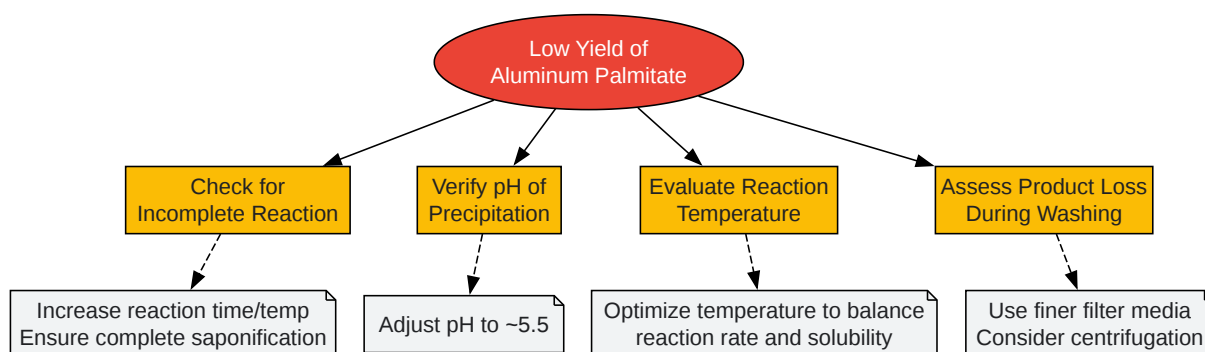 Low Yield of
Aluminum Palmitate
Check for
Incomplete Reaction
Verify pH of
Precipitation
Evaluate Reaction
Temperature
Assess Product Loss
During Washing
Increase reaction time/temp
Ensure complete saponification
Adjust pH to ~5.5
Optimize temperature to balance
reaction rate and solubility
Use finer filter media
Consider centrifugation